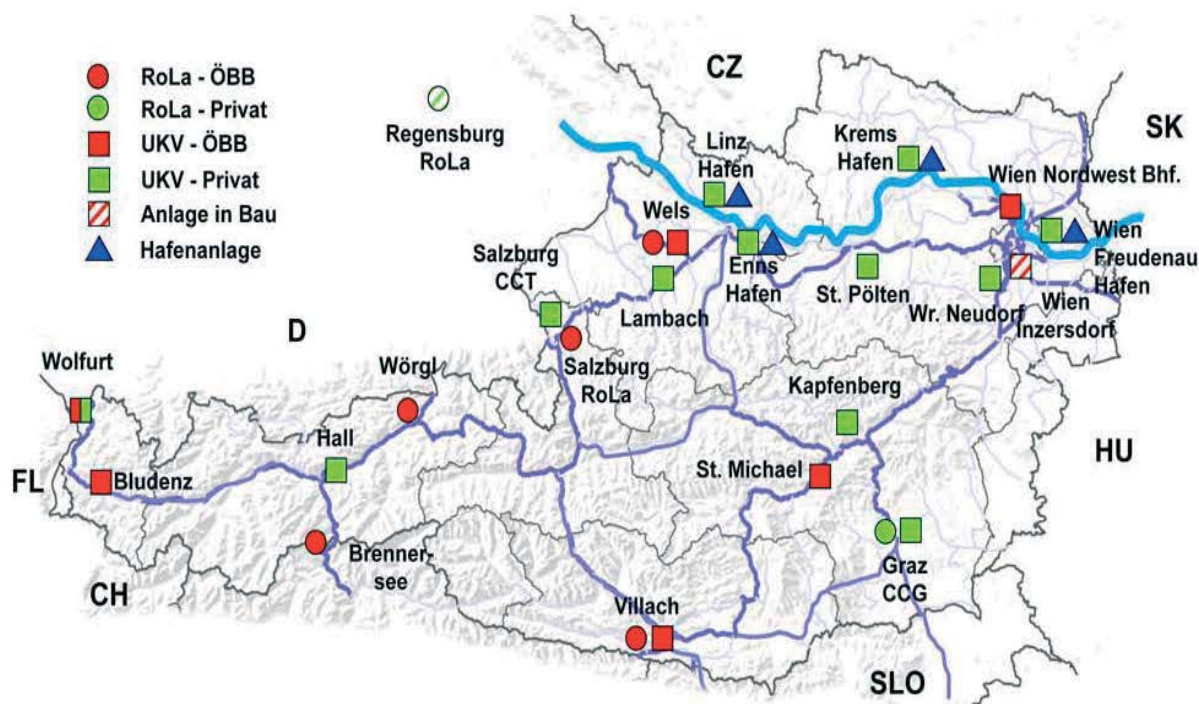 RoLa - ÖBB
RoLa - Privat
UKV - ÖBB
UKV - Privat
Anlage in Bau
Hafenanlage
Regensburg
RoLa
CZ
SK
Linz
Hafen
Krems
Hafen
Wien Nordwest Bhf.
Wels
Salzburg
CCT
Enns
Hafen
Wien
Freudenau
Hafen
St. Pölten
Wr. Neudorf
Wien
Inzersdorf
Lambach
D
Wolfurt
Wörgl
Salzburg
RoLa
Kapfenberg
Hall
HU
FL
Bludenz
St. Michael
Brenner-
see
CH
Graz
CCG
Villach
SLO